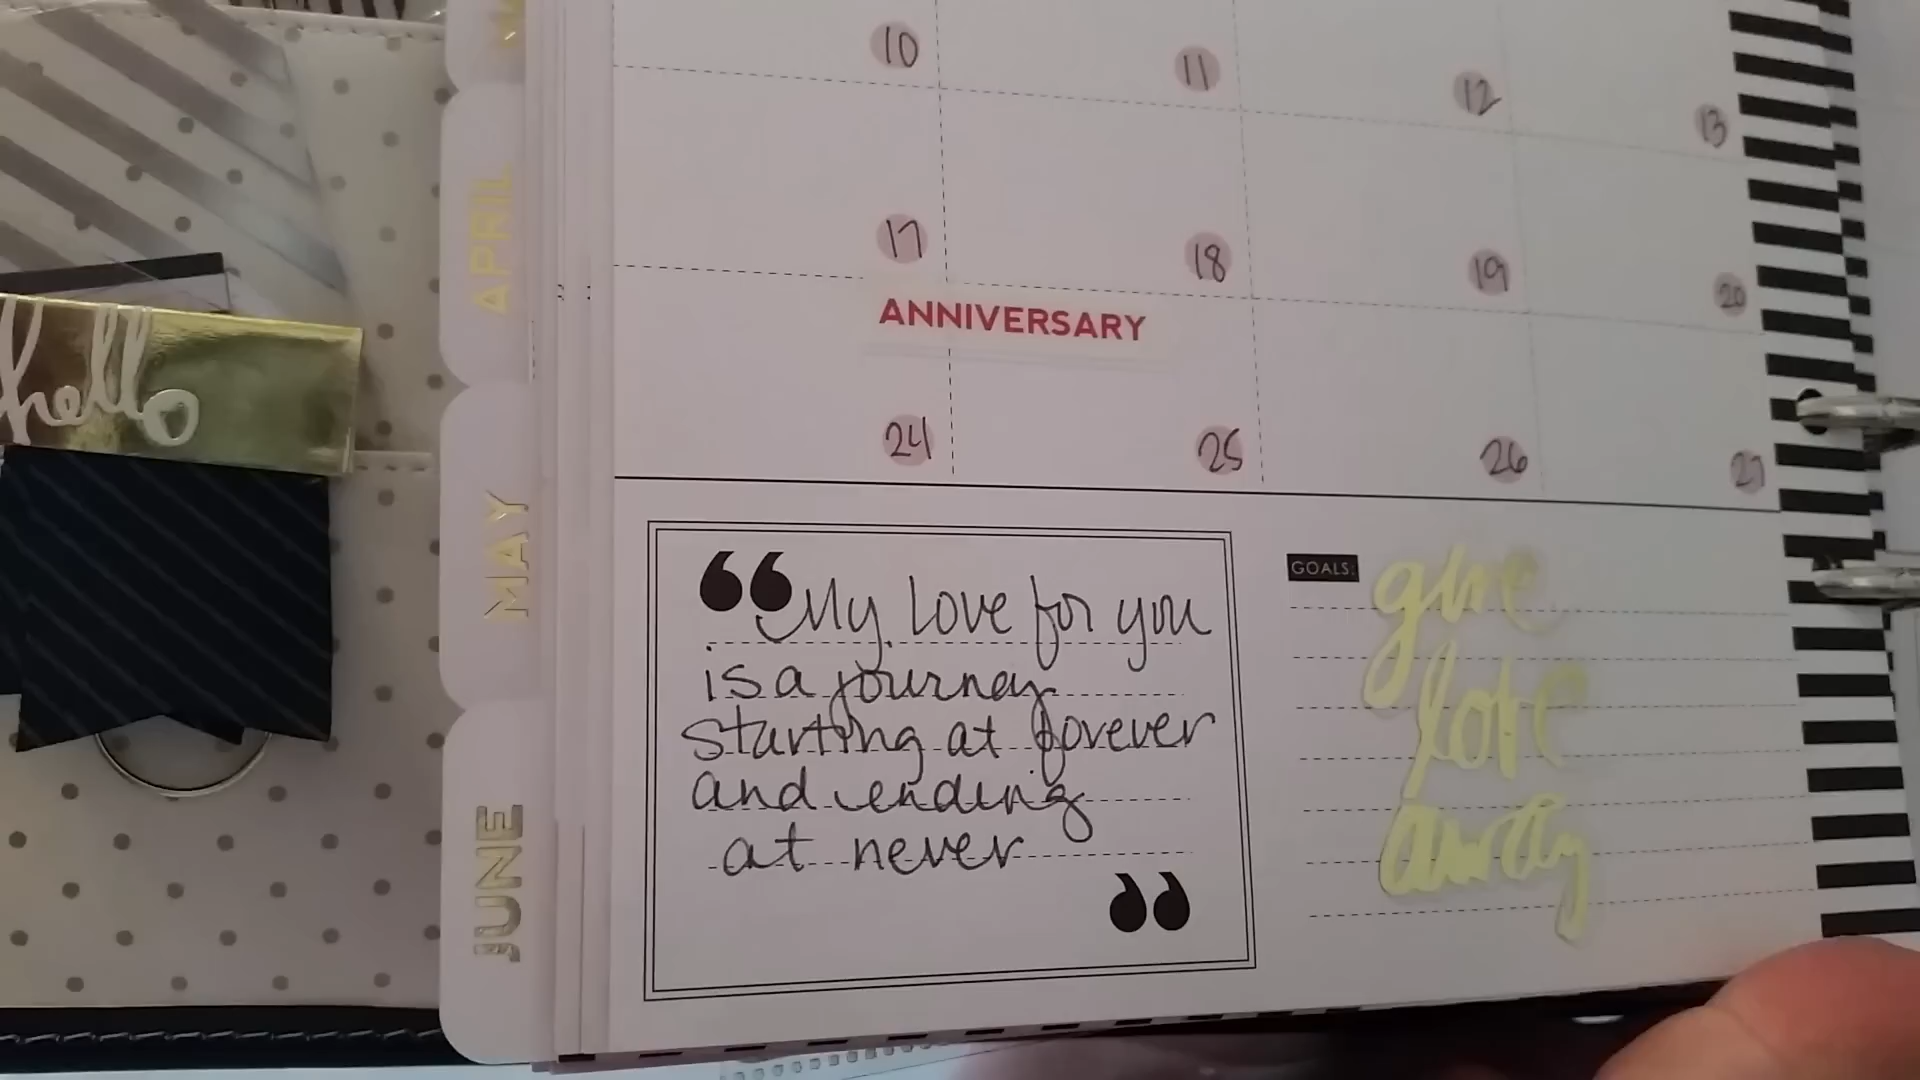 10 11 12 13
17 18 19 20
ANNIVERSARY
24 25 26 27
APRIL
MAY
JUNE
hello
“My love for you
is a journey
starting at forever
and ending
at never
”
GOALS:
give
love
away